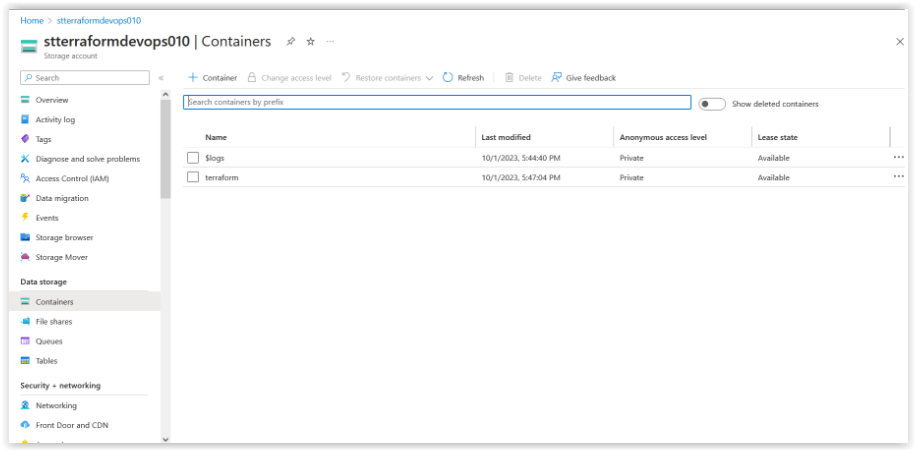 Home > stterraformdevops010
stterraformdevops010 | Containers
Storage account
Search
Overview
Activity log
Tags
Diagnose and solve problems
Access Control (IAM)
Data migration
Events
Storage browser
Storage Mover
Data storage
Containers
File shares
Queues
Tables
Security + networking
Networking
Front Door and CDN
+ Container Change access level Restore containers Refresh Delete Give feedback
Search containers by prefix Show deleted containers
Name Last modified Anonymous access level Lease state
$logs 10/1/2023, 5:44:40 PM Private Available
terraform 10/1/2023, 5:47:04 PM Private Available